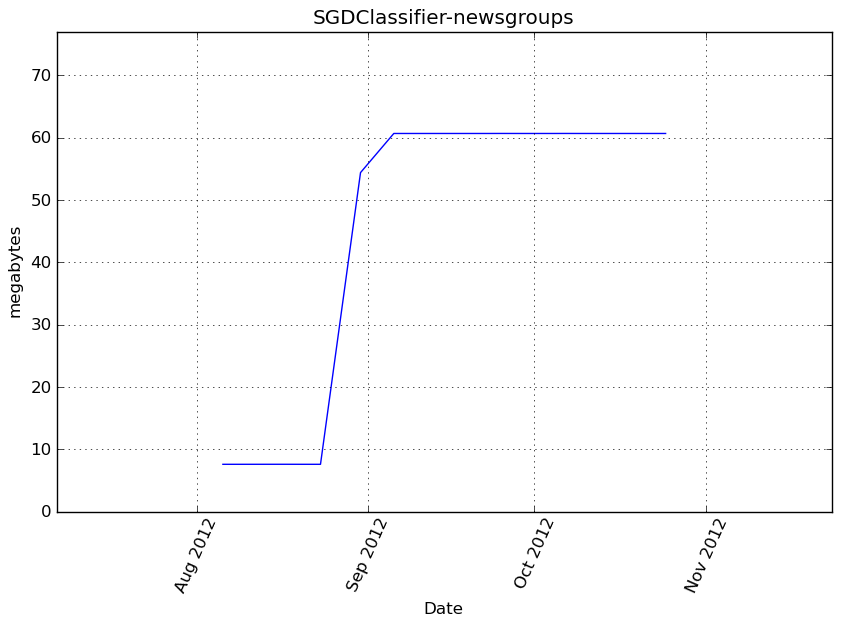 SGDClassifier-newsgroups
70
60
50
40
30
20
10
0
megabytes
Aug 2012
Sep 2012
Oct 2012
Nov 2012
Date